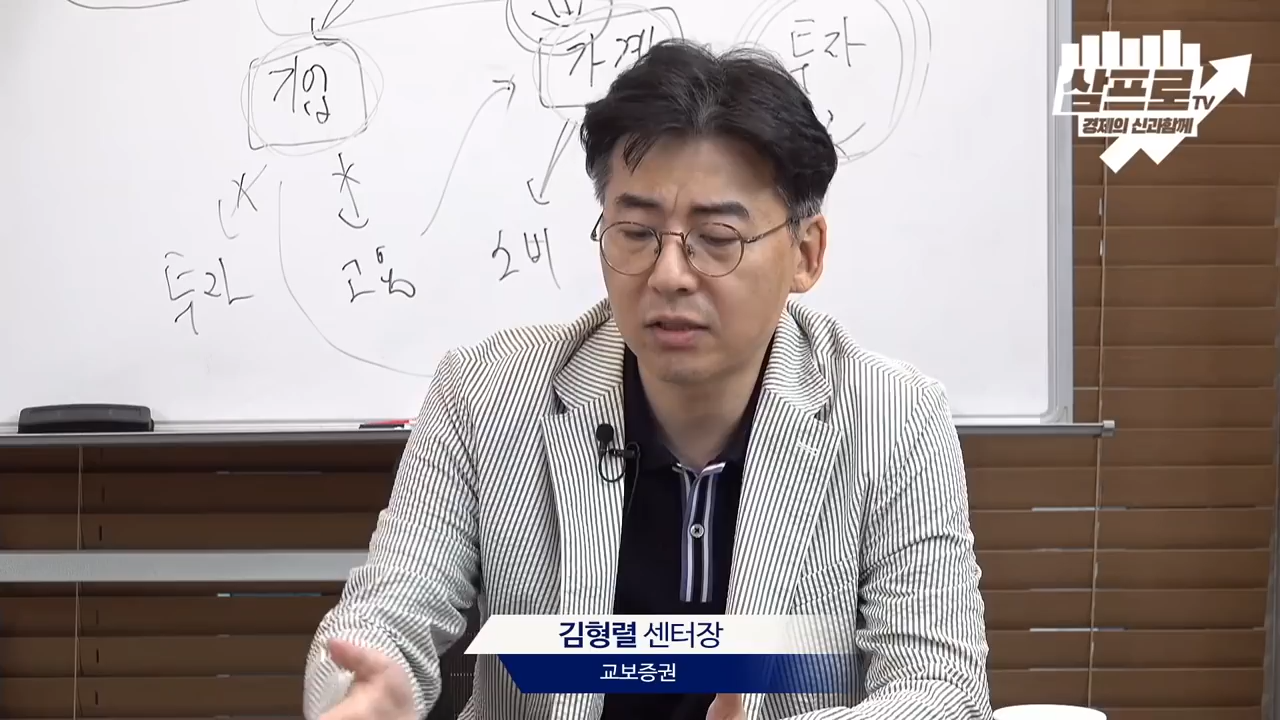 기업
가계
투자
투자
고용
소비
삼프로TV
경제의 신과함께
김형렬 센터장
교보증권